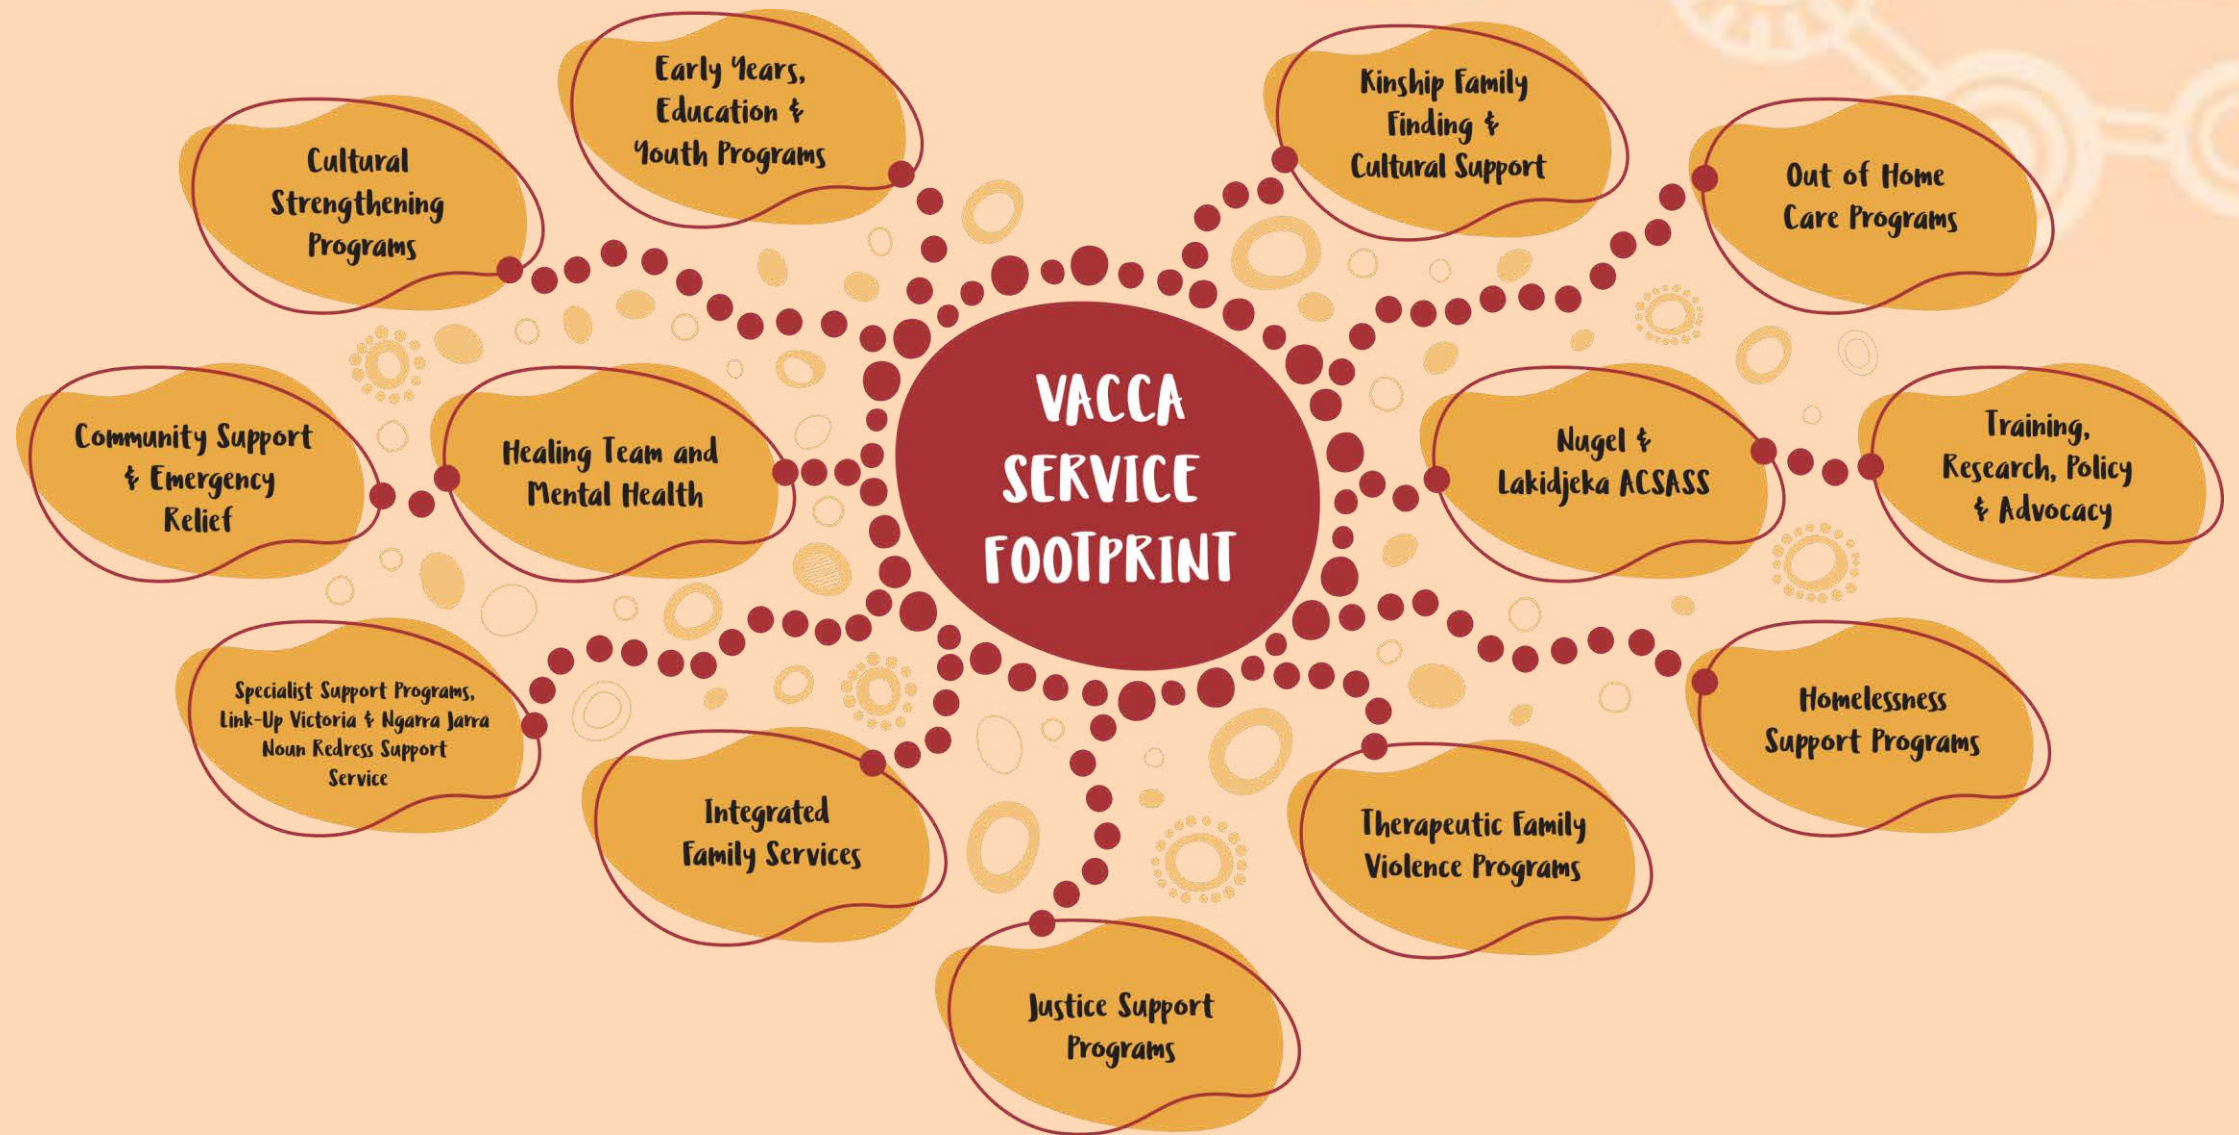 Early Years,
Education &
Youth Programs
Kinship Family
Finding &
Cultural Support
Cultural
Strengthening
Programs
Out of Home
Care Programs
VACCA
SERVICE
FOOTPRINT
Community Support
& Emergency
Relief
Healing Team and
Mental Health
Nugel &
Lakidjeka ACSASS
Training,
Research, Policy
& Advocacy
Specialist Support Programs,
Link-Up Victoria & Ngarra Jarra
Noun Redress Support
Service
Integrated
Family Services
Therapeutic Family
Violence Programs
Homelessness
Support Programs
Justice Support
Programs